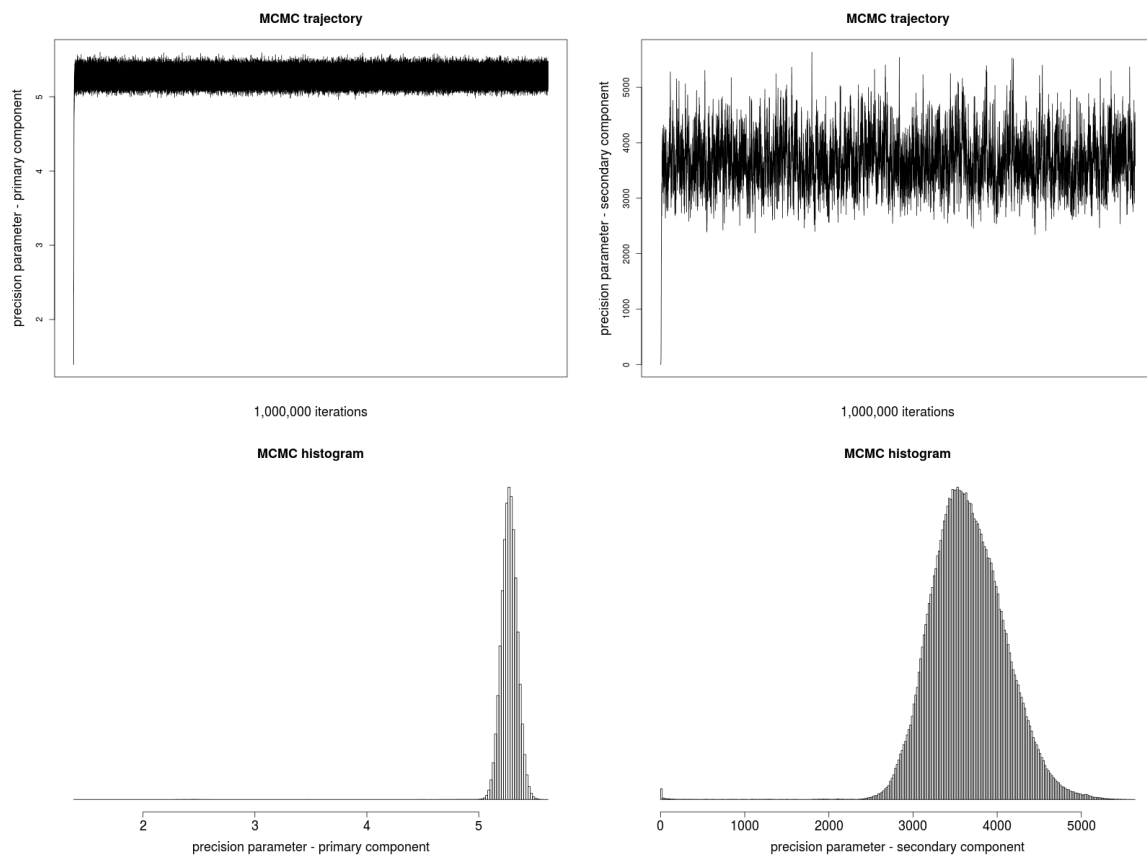 MCMC trajectory
precision parameter - primary component
5
4
3
2
1,000,000 iterations
MCMC trajectory
precision parameter - secondary component
5000
4000
3000
2000
1000
0
1,000,000 iterations
MCMC histogram
2 3 4 5
precision parameter - primary component
MCMC histogram
0 1000 2000 3000 4000 5000
precision parameter - secondary component